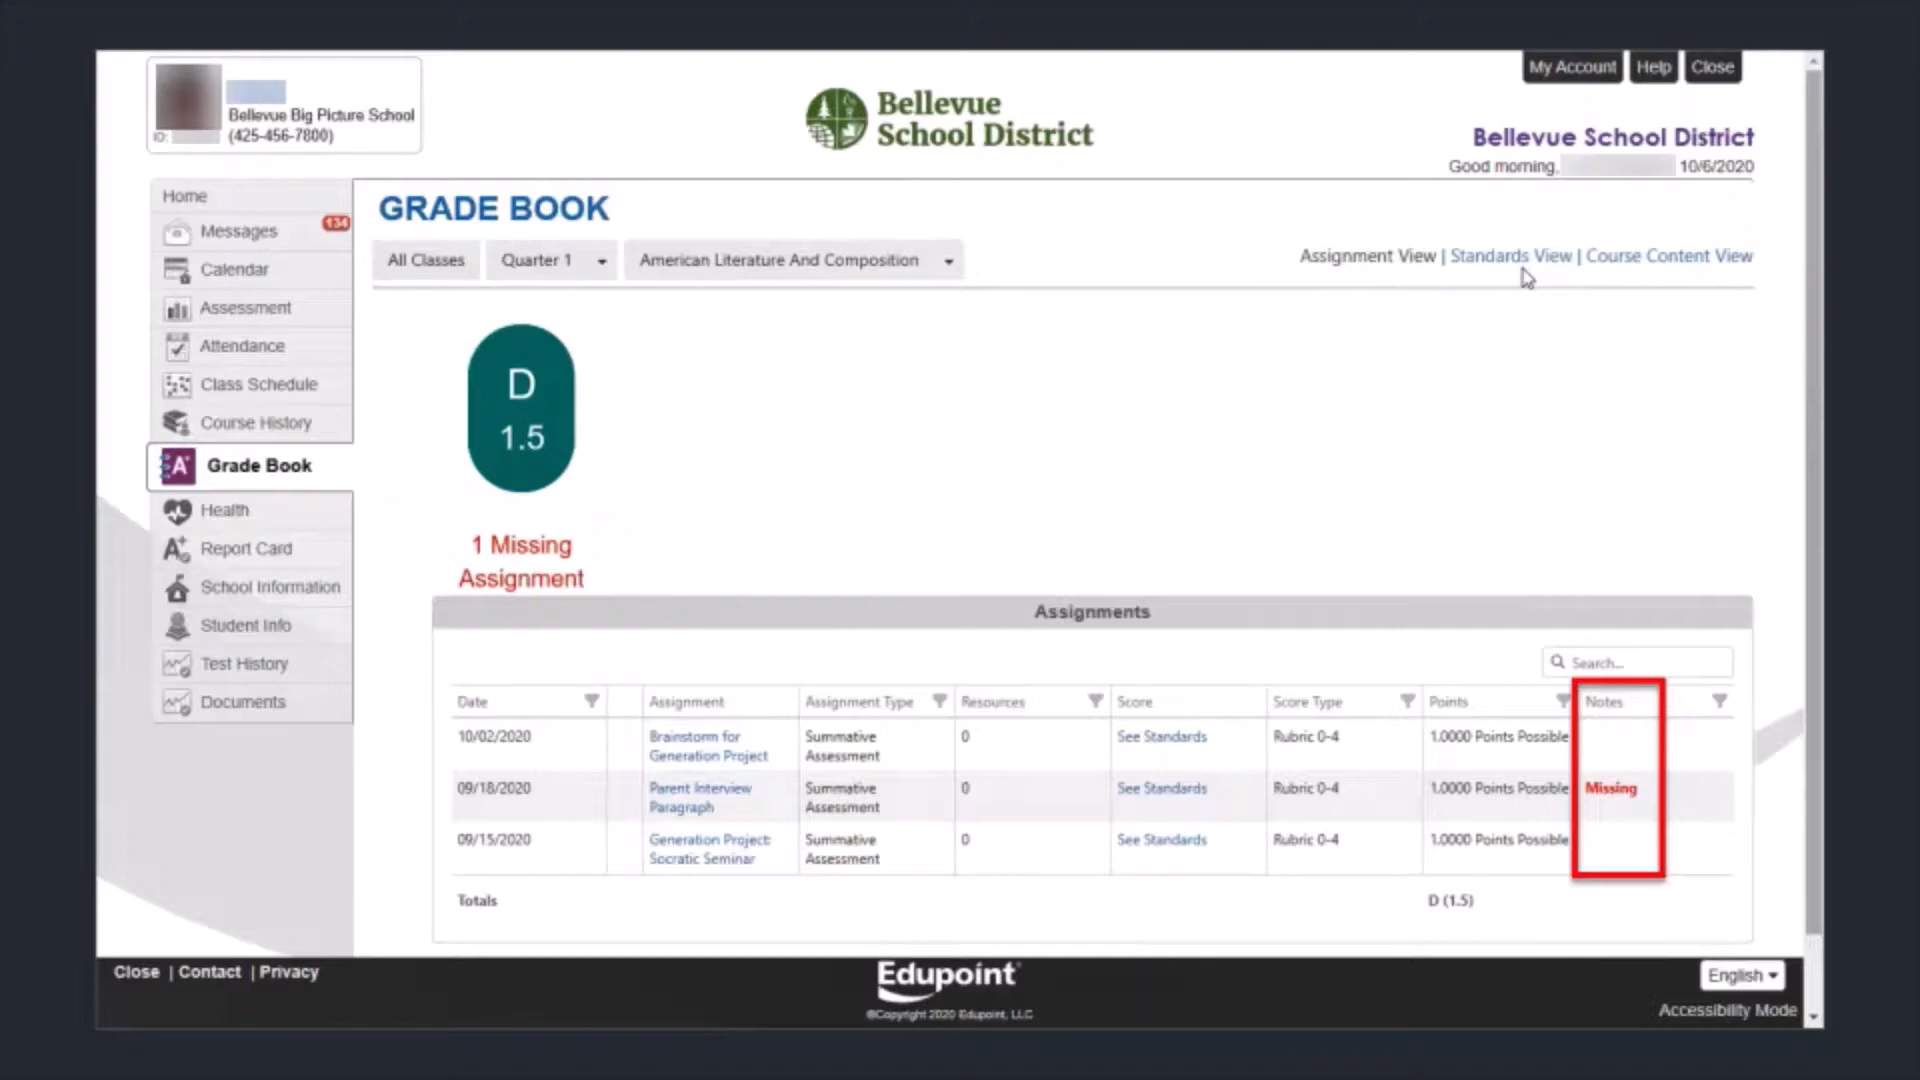 My Account Help Close
Bellevue Big Picture School
ID: (425-456-7800)
Bellevue
School District
Bellevue School District
Good morning, 10/6/2020
Home
Messages 134
Calendar
Assessment
Attendance
Class Schedule
Course History
Grade Book
Health
Report Card
School Information
Student Info
Test History
Documents
GRADE BOOK
All Classes Quarter 1 American Literature And Composition
Assignment View | Standards View | Course Content View
D
1.5
1 Missing
Assignment
Assignments
Search...
Date Assignment Assignment Type Resources Score Score Type Points Notes
10/02/2020 Brainstorm for Generation Project Summative Assessment 0 See Standards Rubric 0-4 1.0000 Points Possible
09/18/2020 Parent Interview Paragraph Summative Assessment 0 See Standards Rubric 0-4 1.0000 Points Possible Missing
09/15/2020 Generation Project: Socratic Seminar Summative Assessment 0 See Standards Rubric 0-4 1.0000 Points Possible
Totals D (1.5)
Close | Contact | Privacy
Edupoint
©Copyright 2020 Edupoint, LLC
English
Accessibility Mode